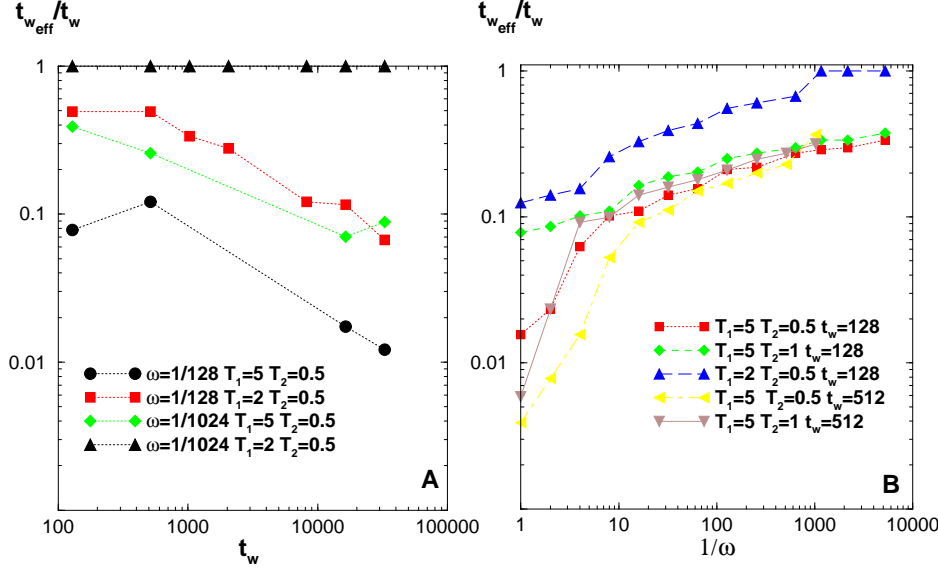 t_w_eff/t_w
1
0.1
0.01
ω=1/128 T₁=5 T₂=0.5
ω=1/128 T₁=2 T₂=0.5
ω=1/1024 T₁=5 T₂=0.5
ω=1/1024 T₁=2 T₂=0.5
A
100 1000 10000 100000
t_w
t_w_eff/t_w
1
0.1
0.01
T₁=5 T₂=0.5 t_w=128
T₁=5 T₂=1 t_w=128
T₁=2 T₂=0.5 t_w=128
T₁=5 T₂=0.5 t_w=512
T₁=5 T₂=1 t_w=512
B
1 10 100 1000 10000
1/ω